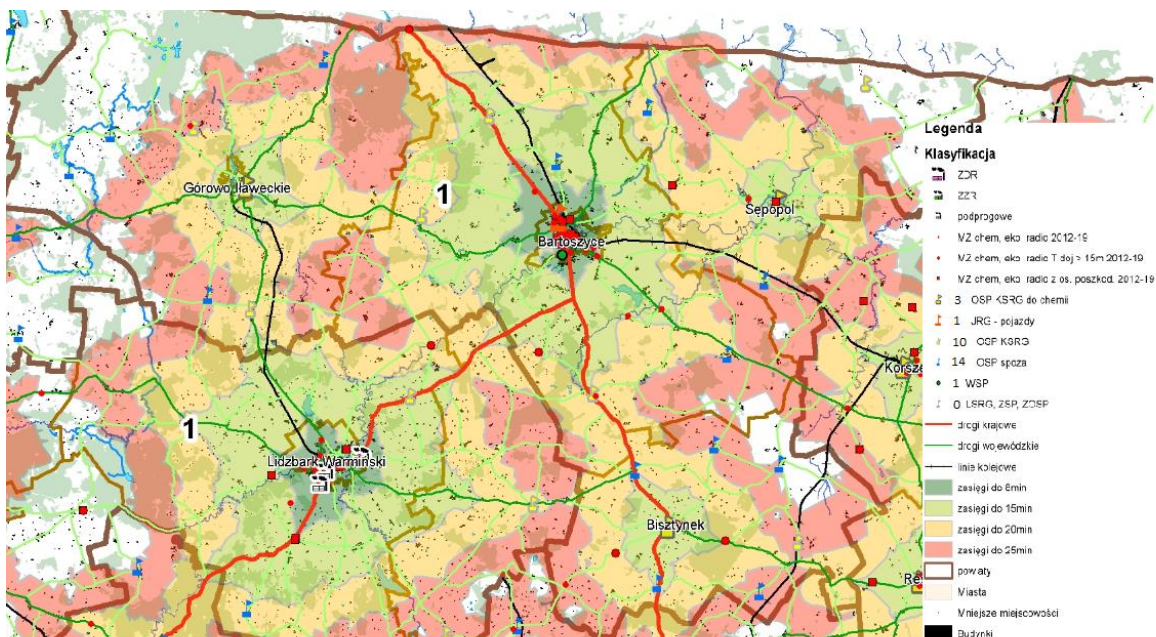 Górowo Iławeckie
1
Bartoszyce
Sępopol
Korsze
1
Lidzbark Warmiński
Bisztynek
Re
Legenda
Klasyfikacja
ZDR
ZZR
podprogowe
MZ chem, eko, radio 2012-19
MZ chem, eko, radio T doj > 15m 2012-19
MZ chem, eko, radio z os. poszkod. 2012-19
3 OSP KSRG do chemii
1 JRG - pojazdy
10 OSP KSRG
14 OSP spoza
1 WSP
0 LSRG, ZSP, ZOSP
drogi krajowe
drogi wojewódzkie
linie kolejowe
zasięgi do 8min
zasięgi do 15min
zasięgi do 20min
zasięgi do 25min
powiaty
Miasta
Mniejsze miejscowości
Budynki